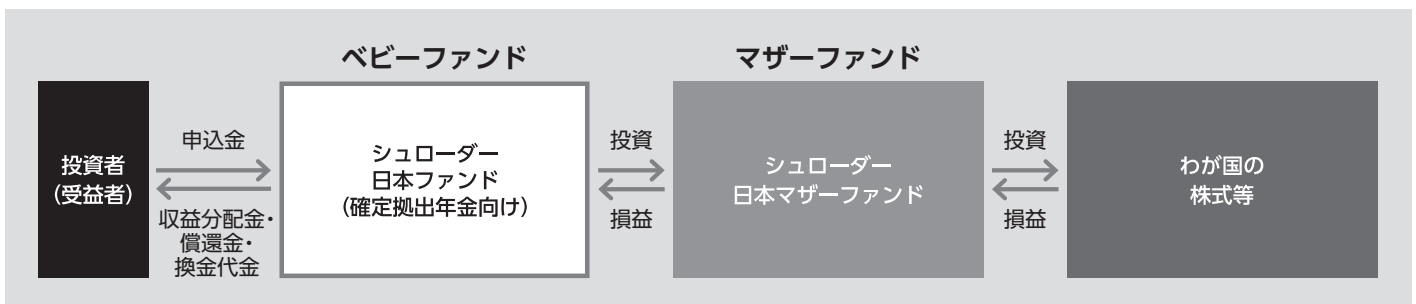 ベビーファンド
マザーファンド
投資者
(受益者)
申込金
収益分配金・
償還金・
換金代金
シュローダー
日本ファンド
(確定拠出年金向け)
投資
損益
シュローダー
日本マザーファンド
投資
損益
わが国の
株式等